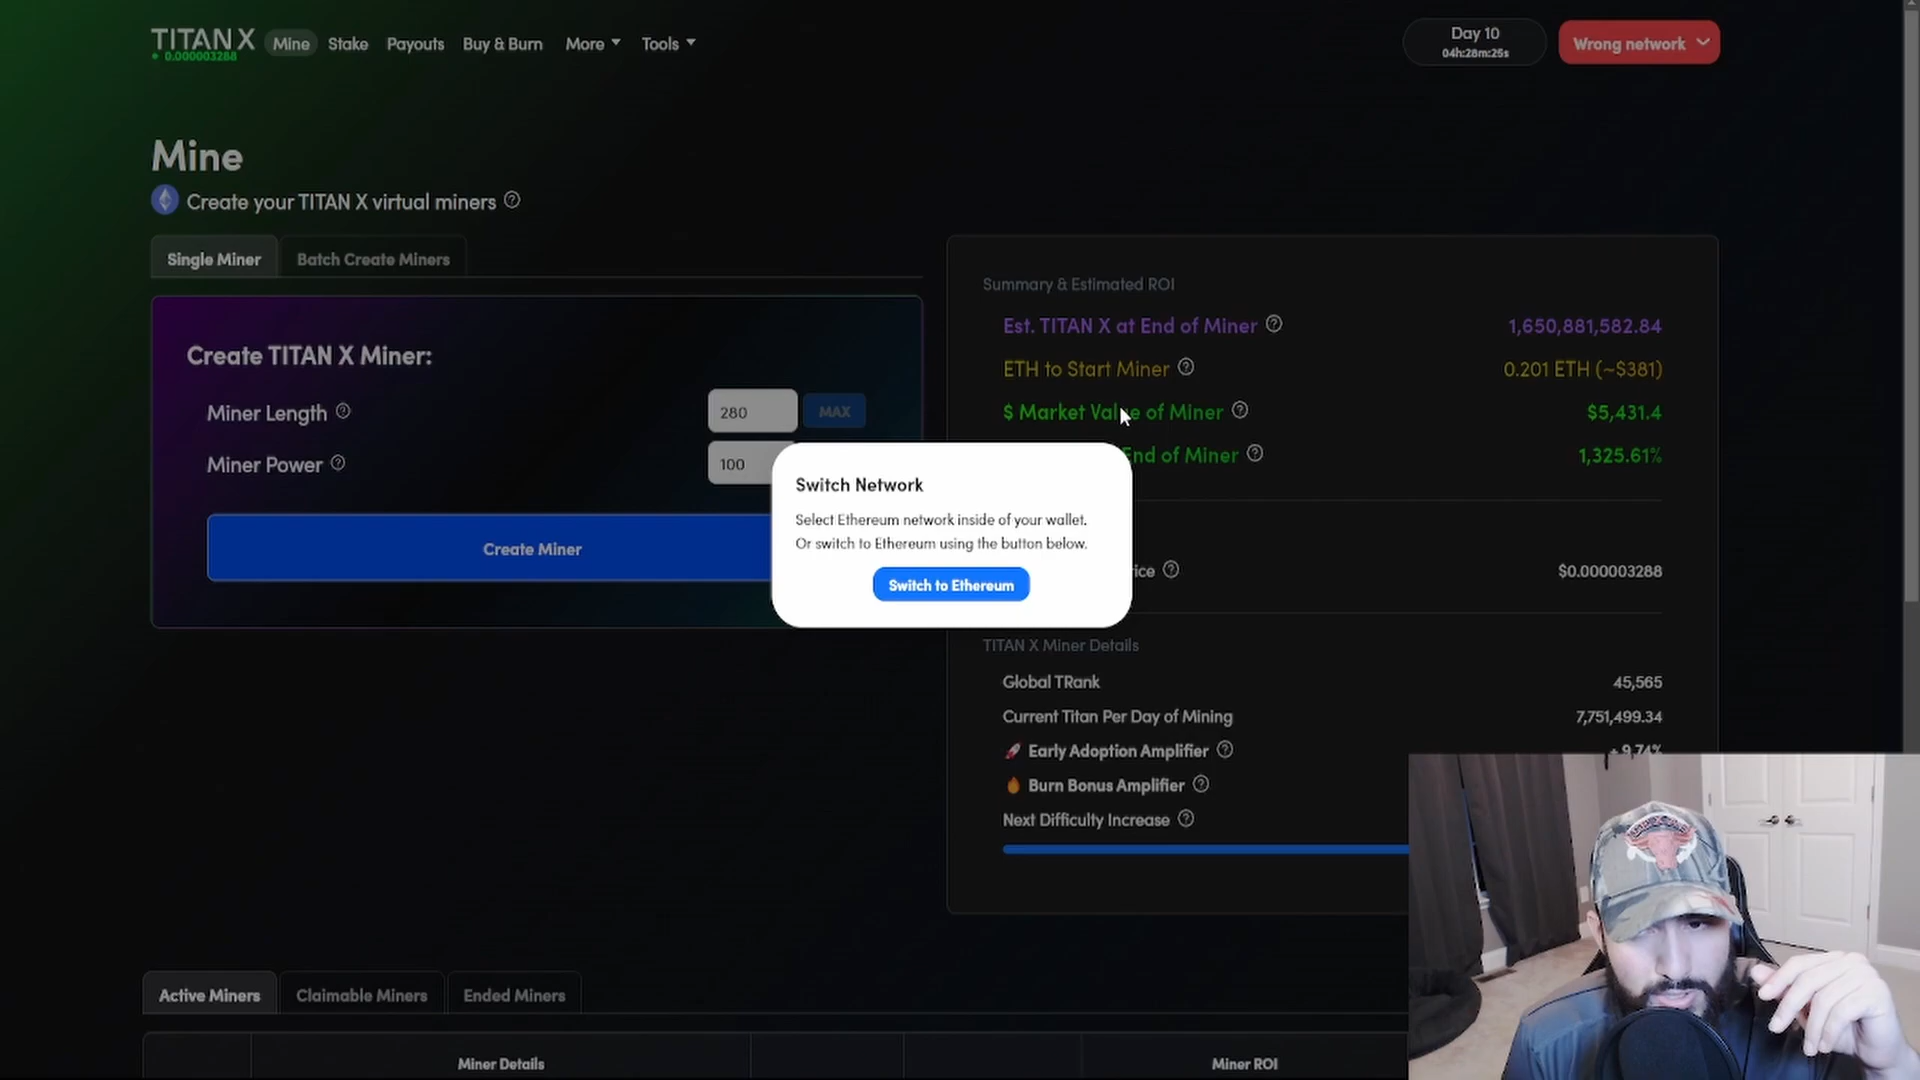 TITAN X
0.000003288
Mine
Stake
Payouts
Buy & Burn
More
Tools
Day 10
04h:28m:25s
Wrong network
Mine
Create your TITAN X virtual miners
Single Miner
Batch Create Miners
Create TITAN X Miner:
Miner Length
280
MAX
Miner Power
100
Create Miner
Summary & Estimated ROI
Est. TITAN X at End of Miner
1,650,881,582.84
ETH to Start Miner
0.201 ETH (~$381)
$ Market Value of Miner
$5,431.4
End of Miner
1,325.61%
Switch Network
Select Ethereum network inside of your wallet.
Or switch to Ethereum using the button below.
Switch to Ethereum
$0.000003288
TITAN X Miner Details
Global TRank
45,565
Current Titan Per Day of Mining
7,751,499.34
Early Adoption Amplifier
+ 9.74%
Burn Bonus Amplifier
Next Difficulty Increase
Active Miners
Claimable Miners
Ended Miners
Miner Details
Miner ROI